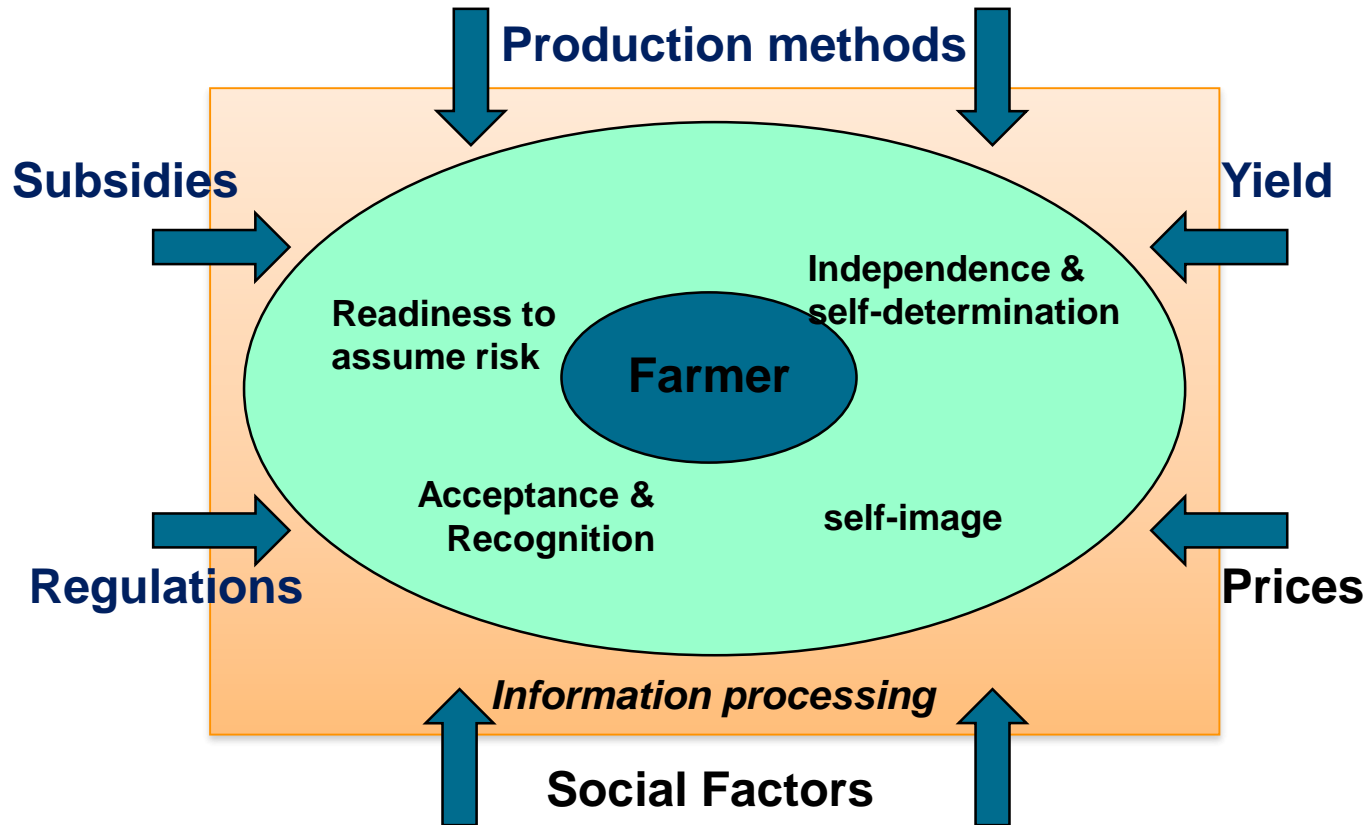 Production methods
Subsidies
Yield
Independence &
self-determination
Readiness to
assume risk
Farmer
Acceptance &
Recognition
self-image
Regulations
Prices
Information processing
Social Factors